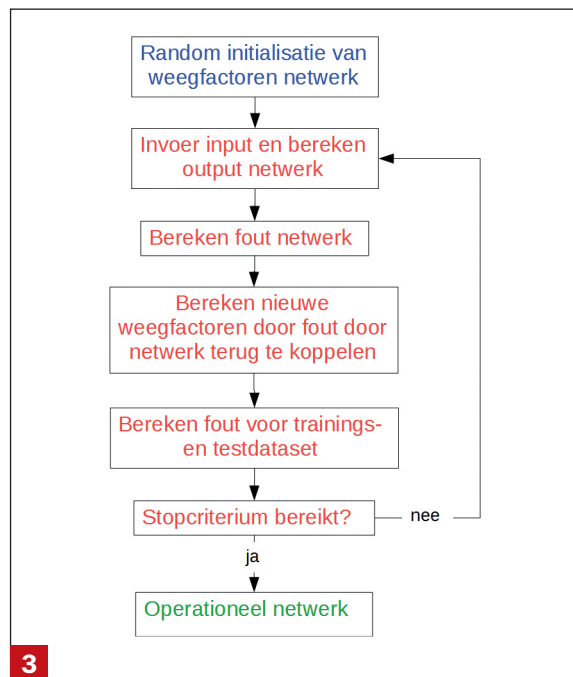 Random initialisatie van
weegfactoren netwerk
Invoer input en bereken
output netwerk
Bereken fout netwerk
Bereken nieuwe
weegfactoren door fout door
netwerk terug te koppelen
Bereken fout voor trainings-
en testdataset
Stopcriterium bereikt?
nee
ja
Operationeel netwerk
3